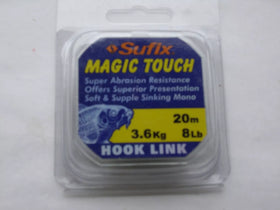 Sufix
MAGIC TOUCH
Super Abrasion Resistance
Offers Superior Presentation
Soft & Supple Sinking Mono
20m
3.6Kg 8Lb
HOOK LINK